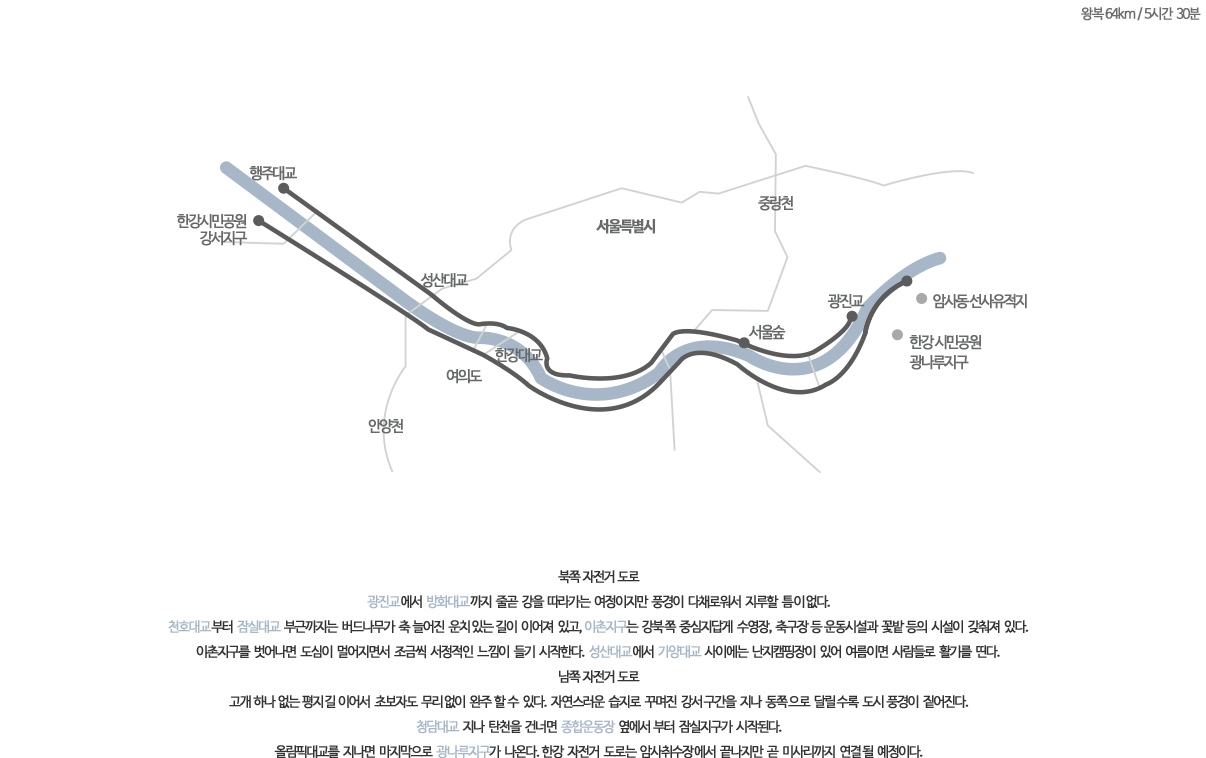 왕복 64km / 5시간 30분
행주대교
한강시민공원
강서지구
서울특별시
중랑천
성산대교
광진교
암사동 선사유적지
서울숲
한강 시민공원
광나루지구
한강대교
여의도
안양천
북쪽 자전거 도로
광진교에서 방화대교까지 줄곧 강을 따라가는 여정이지만 풍경이 다채로워서 지루할 틈이 없다.
천호대교부터 잠실대교 부근까지는 버드나무가 축 늘어진 운치 있는 길이 이어져 있고, 이촌지구는 강북 쪽 중심지답게 수영장, 축구장 등 운동시설과 꽃밭 등의 시설이 갖춰져 있다.
이촌지구를 벗어나면 도심이 멀어지면서 조금씩 서정적인 느낌이 들기 시작한다. 성산대교에서 가양대교 사이에는 난지캠핑장이 있어 여름이면 사람들로 활기를 띤다.
남쪽 자전거 도로
고개 하나 없는 평지 길 이어서 초보자도 무리 없이 완주 할 수 있다. 자연스러운 습지로 꾸며진 강서 구간을 지나 동쪽으로 달릴수록 도시 풍경이 짙어진다.
청담대교 지나 탄천을 건너면 종합운동장 옆에서 부터 잠실지구가 시작된다.
올림픽대교를 지나면 마지막으로 광나루지구가 나온다. 한강 자전거 도로는 암사취수장에서 끝나지만 곧 미사리까지 연결 될 예정이다.